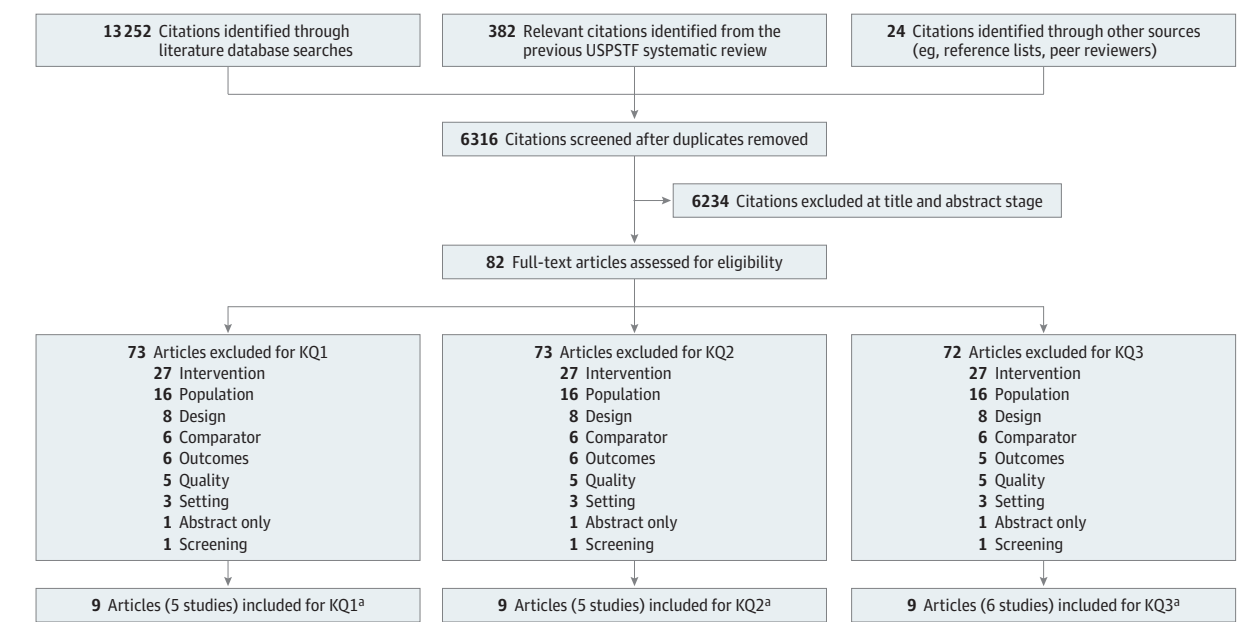 13 252 Citations identified through
literature database searches
382 Relevant citations identified from the
previous USPSTF systematic review
24 Citations identified through other sources
(eg, reference lists, peer reviewers)
6316 Citations screened after duplicates removed
6234 Citations excluded at title and abstract stage
82 Full-text articles assessed for eligibility
73 Articles excluded for KQ1
27 Intervention
16 Population
8 Design
6 Comparator
6 Outcomes
5 Quality
3 Setting
1 Abstract only
1 Screening
73 Articles excluded for KQ2
27 Intervention
16 Population
8 Design
6 Comparator
6 Outcomes
5 Quality
3 Setting
1 Abstract only
1 Screening
72 Articles excluded for KQ3
27 Intervention
16 Population
8 Design
6 Comparator
5 Outcomes
5 Quality
3 Setting
1 Abstract only
1 Screening
9 Articles (5 studies) included for KQ1ᵃ
9 Articles (5 studies) included for KQ2ᵃ
9 Articles (6 studies) included for KQ3ᵃ